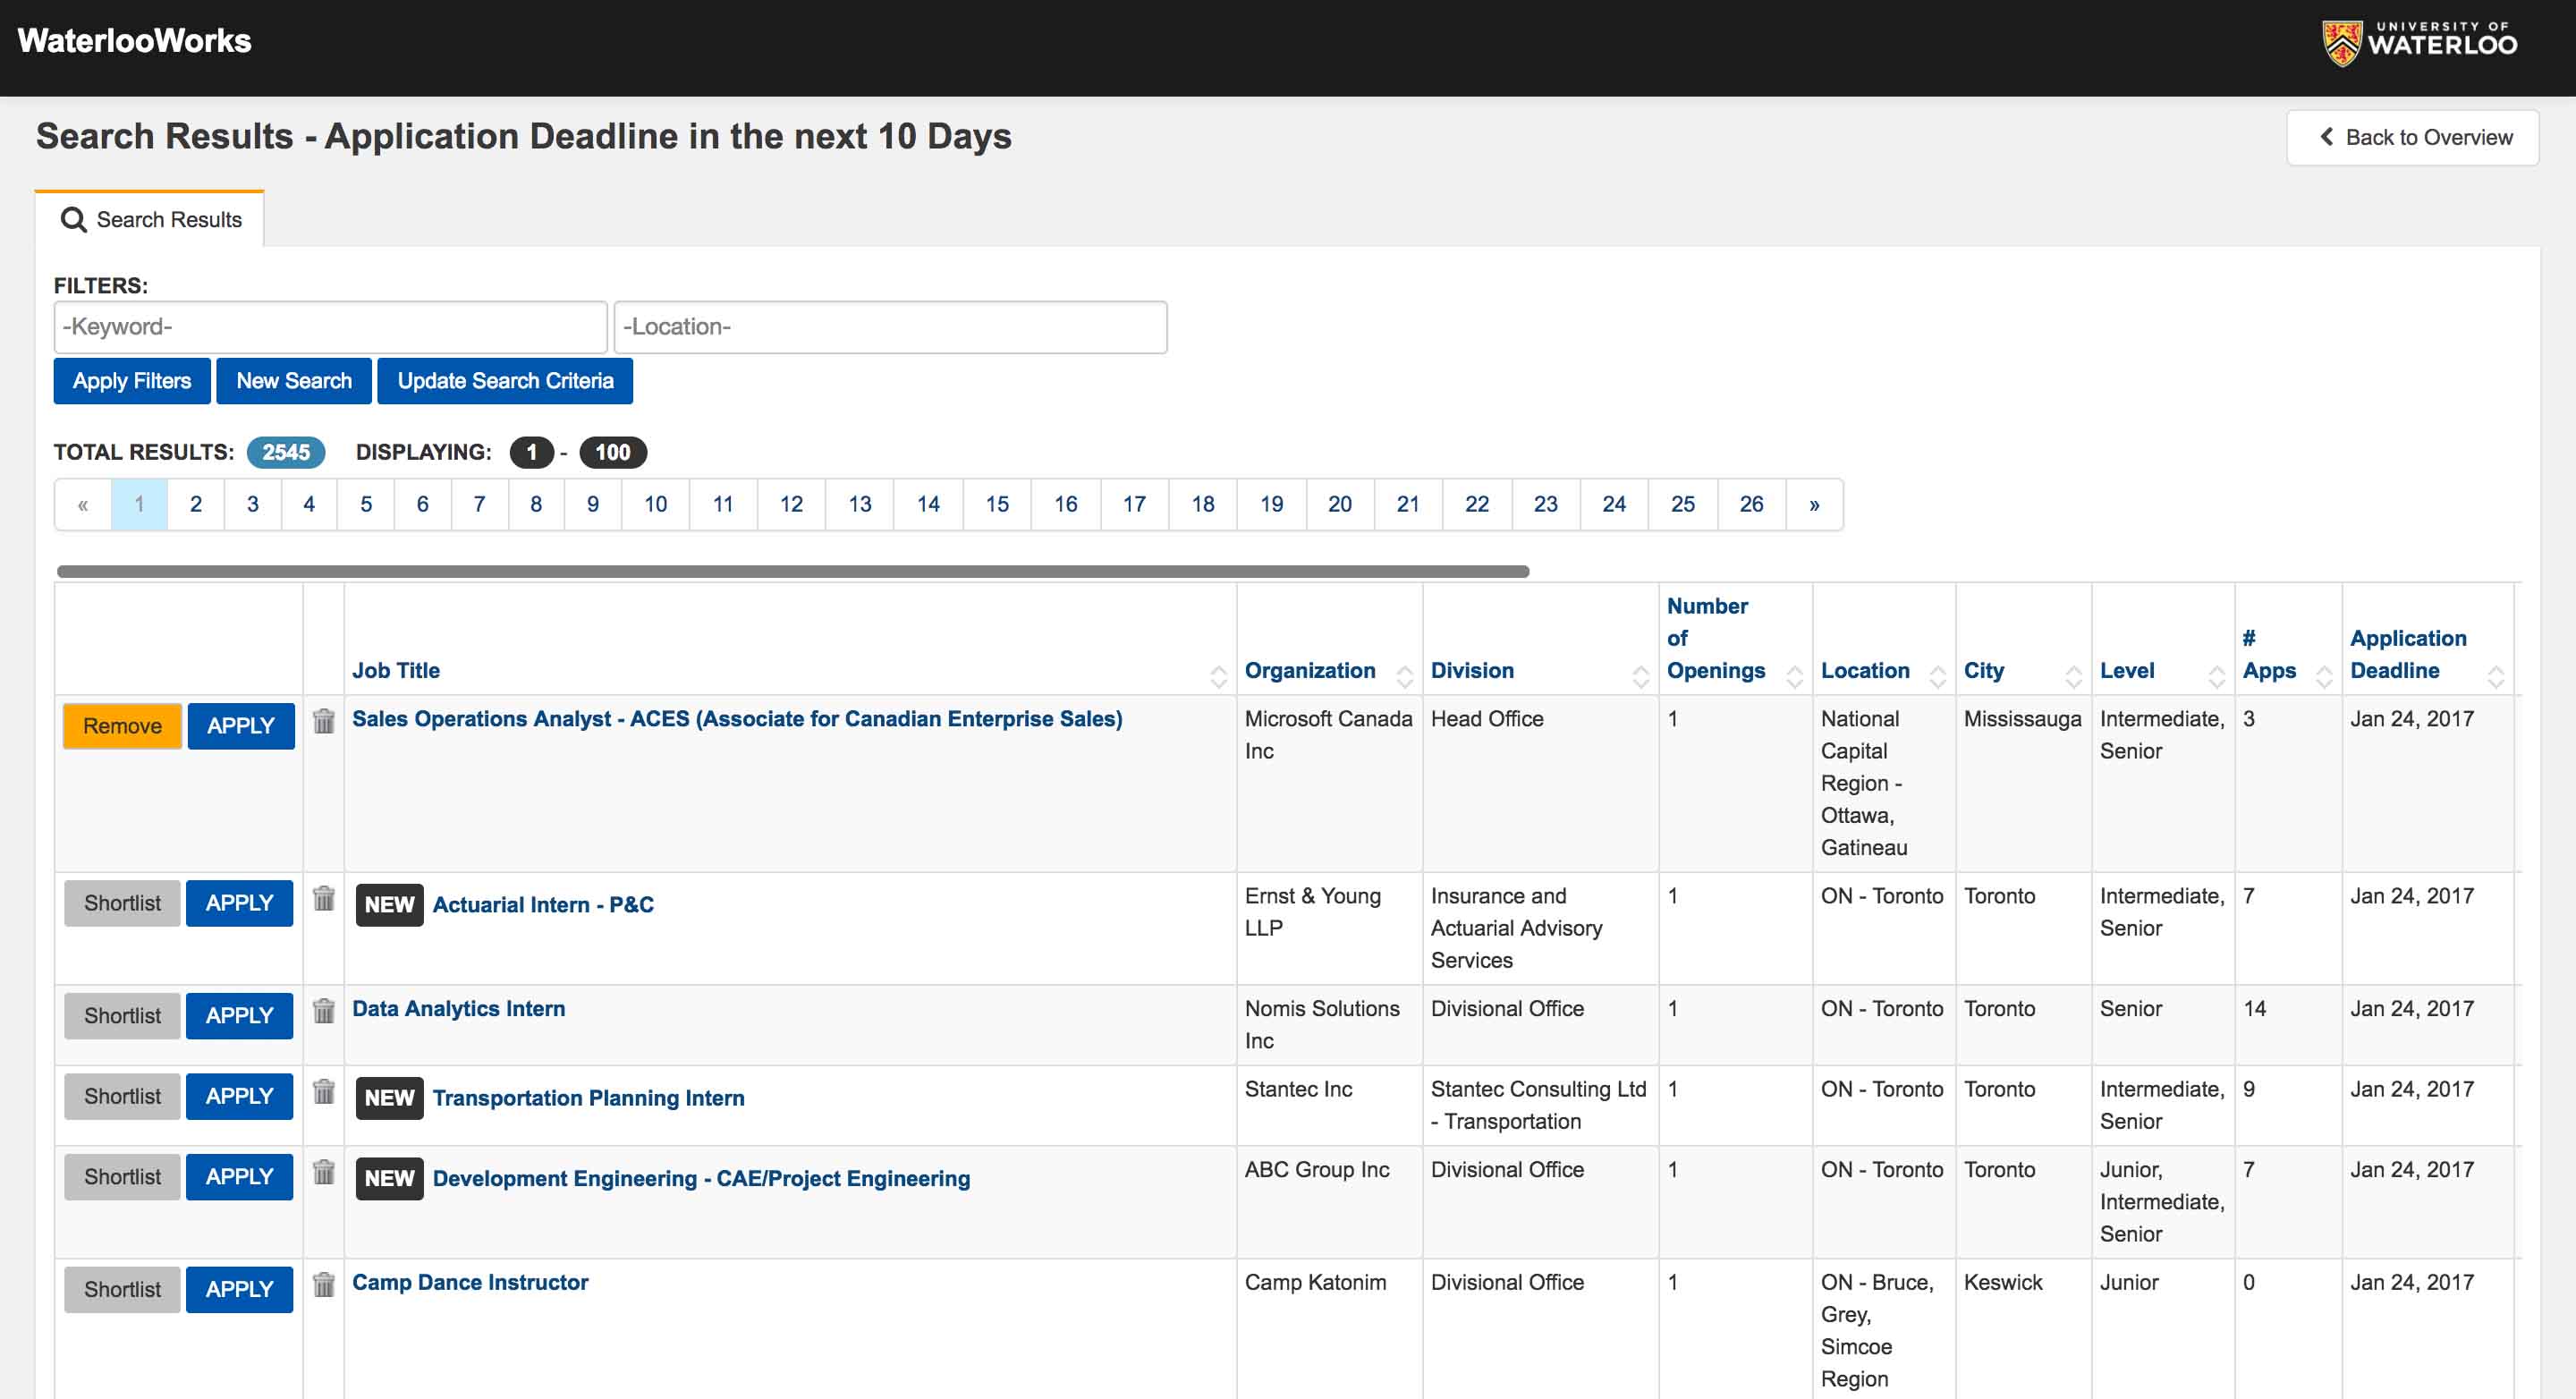 WaterlooWorks
UNIVERSITY OF
WATERLOO
Search Results - Application Deadline in the next 10 Days
Back to Overview
Search Results
FILTERS:
-Keyword- -Location-
Apply Filters New Search Update Search Criteria
TOTAL RESULTS: 2545 DISPLAYING: 1 - 100
« 1 2 3 4 5 6 7 8 9 10 11 12 13 14 15 16 17 18 19 20 21 22 23 24 25 26 »
Number
of # Application
Job Title Organization Division Openings Location City Level Apps Deadline
Remove APPLY Sales Operations Analyst - ACES (Associate for Canadian Enterprise Sales) Microsoft Canada Head Office 1 National Mississauga Intermediate, 3 Jan 24, 2017
Inc Capital Senior
Region -
Ottawa,
Gatineau
Shortlist APPLY NEW Actuarial Intern - P&C Ernst & Young Insurance and 1 ON - Toronto Toronto Intermediate, 7 Jan 24, 2017
LLP Actuarial Advisory Senior
Services
Shortlist APPLY Data Analytics Intern Nomis Solutions Divisional Office 1 ON - Toronto Toronto Senior 14 Jan 24, 2017
Inc
Shortlist APPLY NEW Transportation Planning Intern Stantec Inc Stantec Consulting Ltd 1 ON - Toronto Toronto Intermediate, 9 Jan 24, 2017
- Transportation Senior
Shortlist APPLY NEW Development Engineering - CAE/Project Engineering ABC Group Inc Divisional Office 1 ON - Toronto Toronto Junior, 7 Jan 24, 2017
Intermediate,
Senior
Shortlist APPLY Camp Dance Instructor Camp Katonim Divisional Office 1 ON - Bruce, Keswick Junior 0 Jan 24, 2017
Grey,
Simcoe
Region